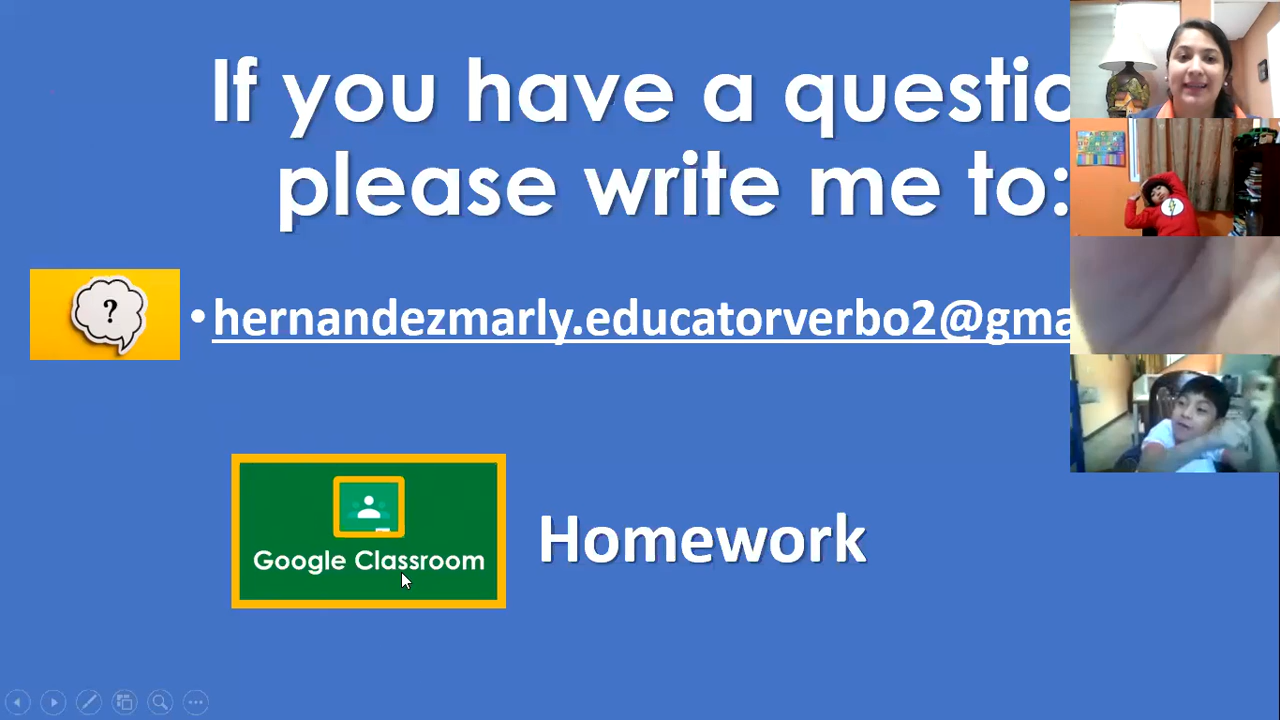 If you have a questio
please write me to:
?
• hernandezmarly.educatorverbo2@gma
Google Classroom
Homework